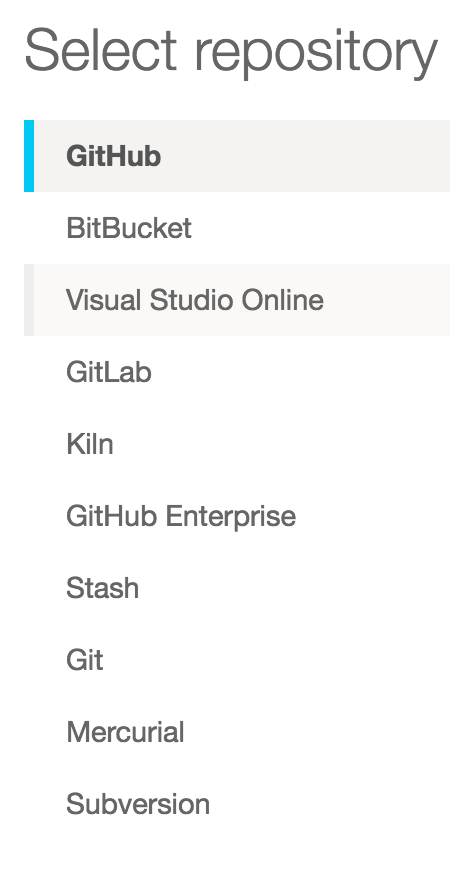 Select repository
GitHub
BitBucket
Visual Studio Online
GitLab
Kiln
GitHub Enterprise
Stash
Git
Mercurial
Subversion